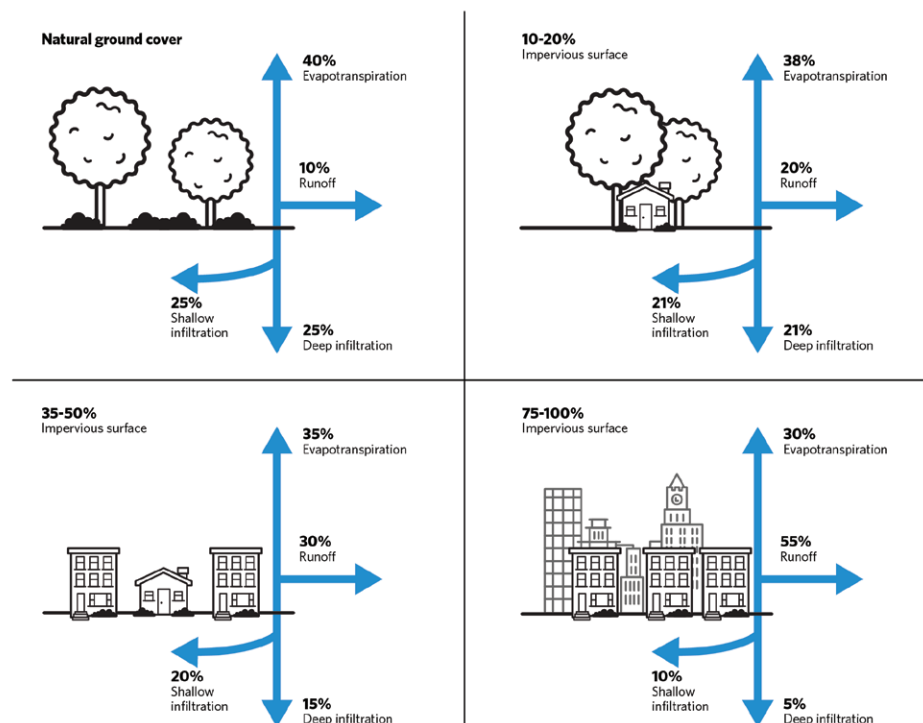 Natural ground cover
40%
Evapotranspiration
10%
Runoff
25%
Shallow
infiltration
25%
Deep infiltration
10-20%
Impervious surface
38%
Evapotranspiration
20%
Runoff
21%
Shallow
infiltration
21%
Deep infiltration
35-50%
Impervious surface
35%
Evapotranspiration
30%
Runoff
20%
Shallow
infiltration
15%
Deep infiltration
75-100%
Impervious surface
30%
Evapotranspiration
55%
Runoff
10%
Shallow
infiltration
5%
Deep infiltration